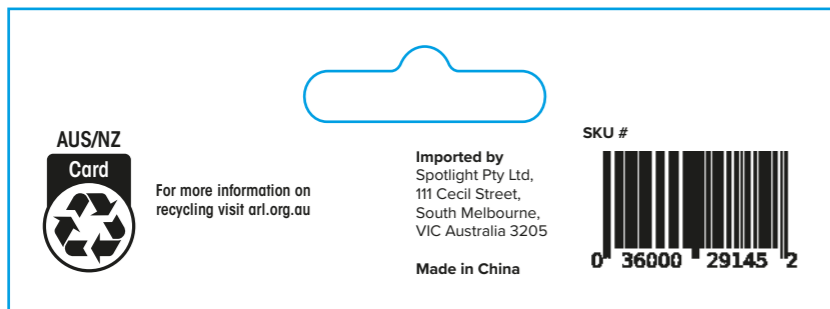 AUS/NZ
Card
For more information on
recycling visit arl.org.au
Imported by
Spotlight Pty Ltd,
111 Cecil Street,
South Melbourne,
VIC Australia 3205
Made in China
SKU #
0 36000 29145 2